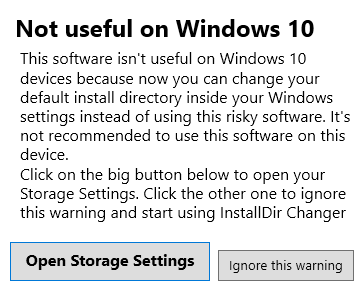 Not useful on Windows 10
This software isn't useful on Windows 10
devices because now you can change your
default install directory inside your Windows
settings instead of using this risky software. It's
not recommended to use this software on this
device.
Click on the big button below to open your
Storage Settings. Click the other one to ignore
this warning and start using InstallDir Changer
Open Storage Settings
Ignore this warning